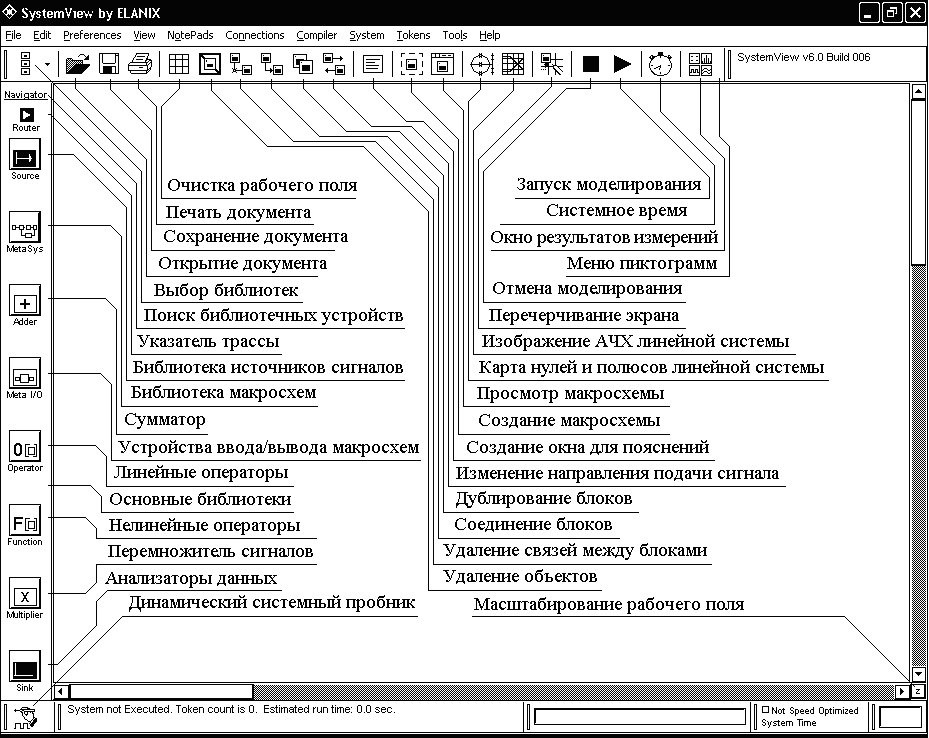 SystemView by ELANIX
File Edit Preferences View NotePads Connections Compiler System Tokens Tools Help
SystemView v6.0 Build 006
Navigator
Router
Source
MetaSys
Adder
Meta I/O
Operator
Function
Multiplier
Sink
Очистка рабочего поля
Печать документа
Сохранение документа
Открытие документа
Выбор библиотек
Поиск библиотечных устройств
Указатель трассы
Библиотека источников сигналов
Библиотека макросхем
Сумматор
Устройства ввода/вывода макросхем
Линейные операторы
Основные библиотеки
Нелинейные операторы
Перемножитель сигналов
Анализаторы данных
Динамический системный пробник
Запуск моделирования
Системное время
Окно результатов измерений
Меню пиктограмм
Отмена моделирования
Перечерчивание экрана
Изображение АЧХ линейной системы
Карта нулей и полюсов линейной системы
Просмотр макросхемы
Создание макросхемы
Создание окна для пояснений
Изменение направления подачи сигнала
Дублирование блоков
Соединение блоков
Удаление связей между блоками
Удаление объектов
Масштабирование рабочего поля
z
System not Executed. Token count is 0. Estimated run time: 0.0 sec.
Not Speed Optimized
System Time